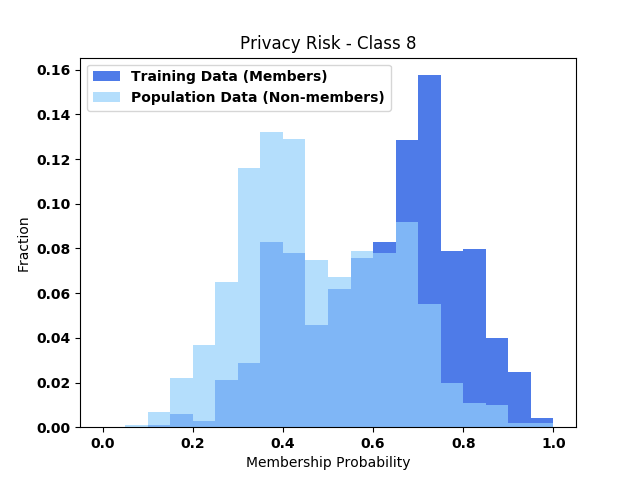 Privacy Risk - Class 8
Training Data (Members)
Population Data (Non-members)
0.16
0.14
0.12
0.10
0.08
0.06
0.04
0.02
0.00
Fraction
0.0 0.2 0.4 0.6 0.8 1.0
Membership Probability